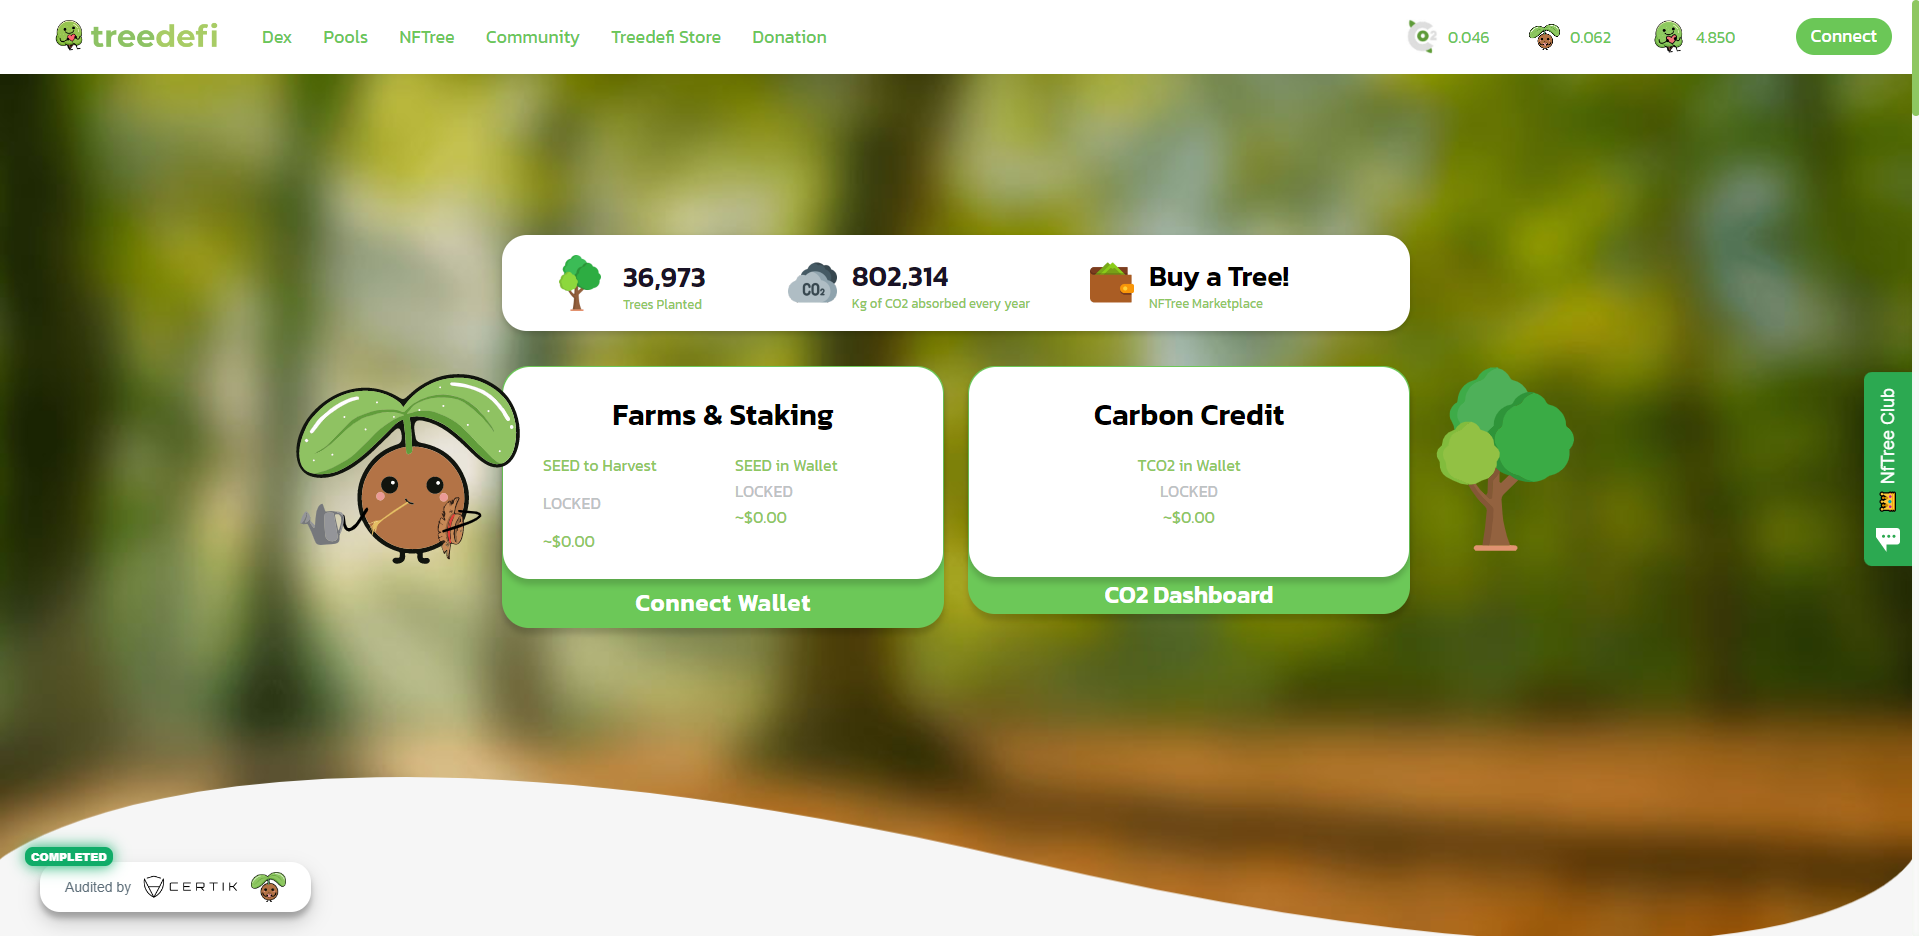 treedefi
Dex
Pools
NFTree
Community
Treedefi Store
Donation
0.046
0.062
4.850
Connect
36,973
Trees Planted
CO2
802,314
Kg of CO2 absorbed every year
Buy a Tree!
NFTree Marketplace
Farms & Staking
SEED to Harvest
LOCKED
~$0.00
SEED in Wallet
LOCKED
~$0.00
Connect Wallet
Carbon Credit
TCO2 in Wallet
LOCKED
~$0.00
CO2 Dashboard
NfTree Club
COMPLETED
Audited by CERTIK